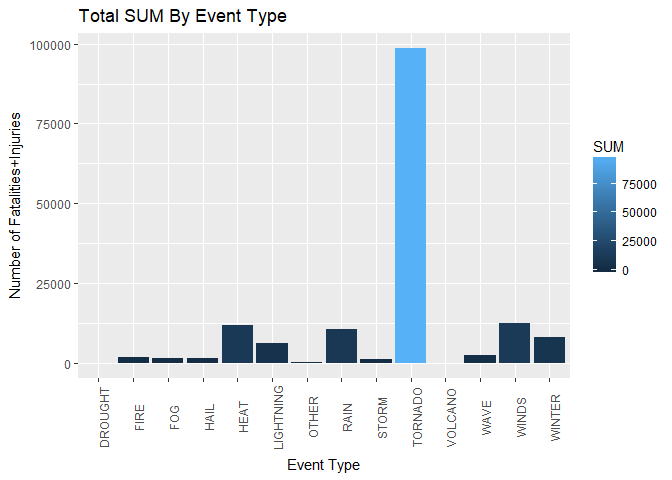 Total SUM By Event Type
Number of Fatalities+Injuries
100000
75000
50000
25000
0
DROUGHT
FIRE
FOG
HAIL
HEAT
LIGHTNING
OTHER
RAIN
STORM
TORNADO
VOLCANO
WAVE
WINDS
WINTER
Event Type
SUM
75000
50000
25000
0